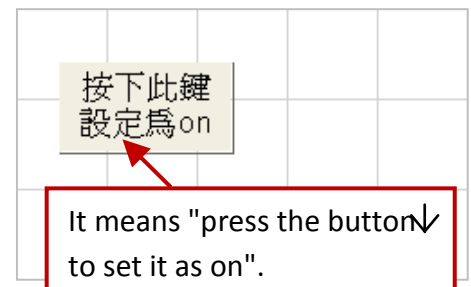 按下此鍵
設定爲on
It means "press the button↓
to set it as on".